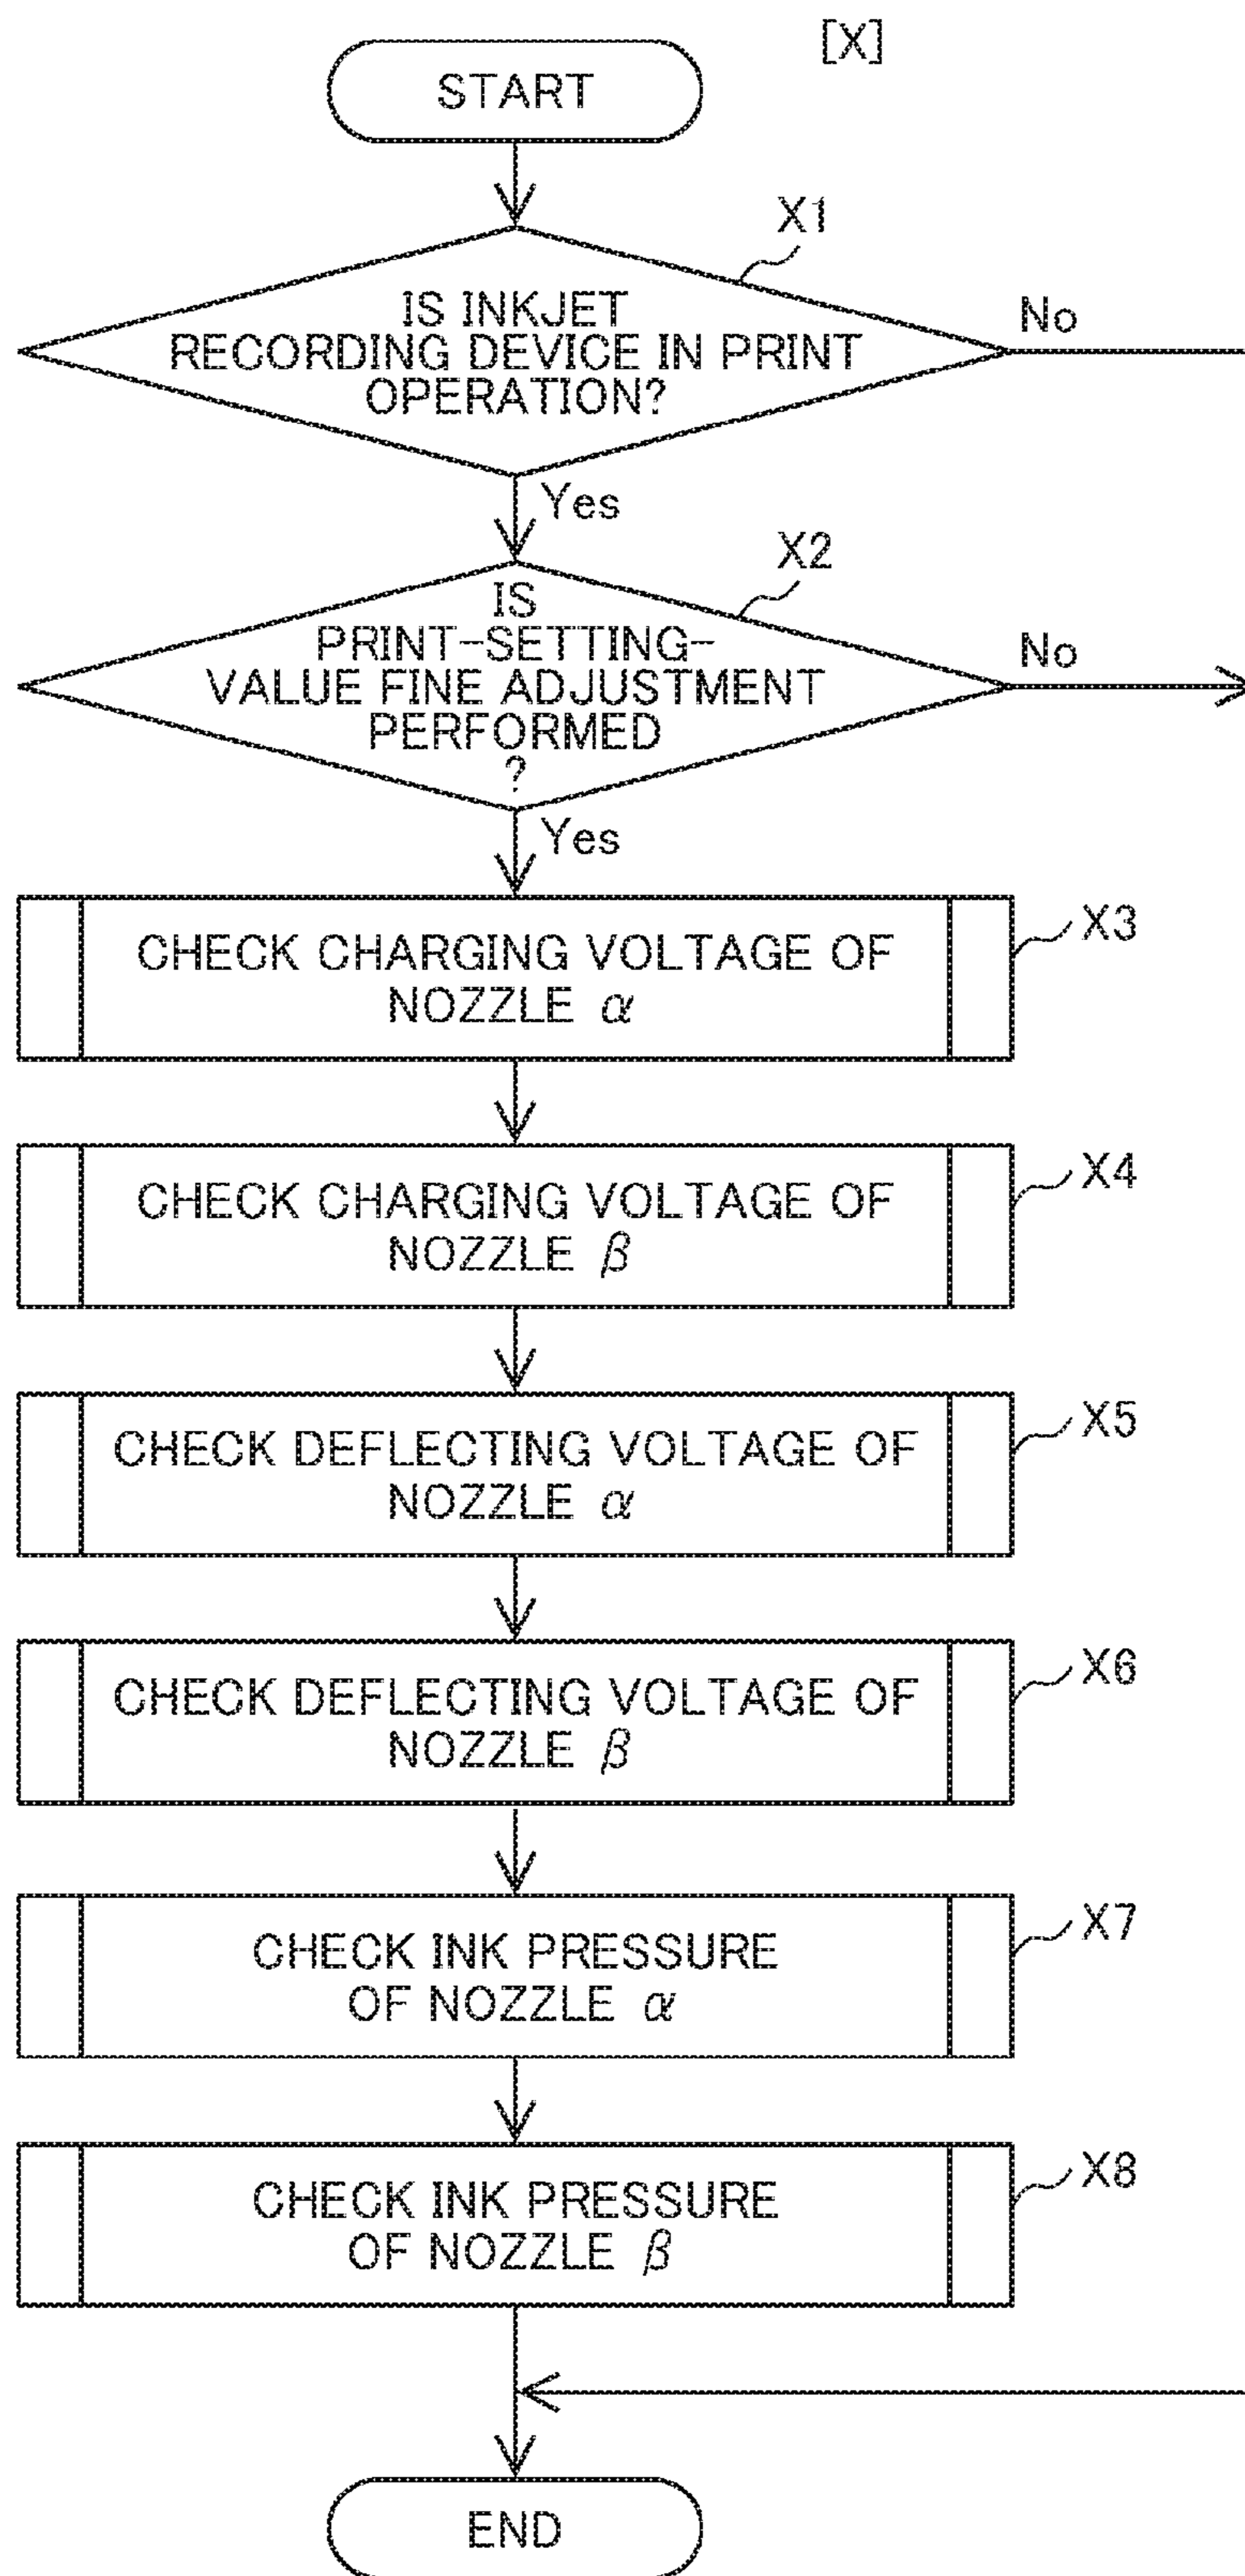 [X]
START
X1
IS INKJET
RECORDING DEVICE IN PRINT
OPERATION?
No
Yes
X2
IS
PRINT-SETTING-
VALUE FINE ADJUSTMENT
PERFORMED
?
No
Yes
X3
CHECK CHARGING VOLTAGE OF
NOZZLE α
X4
CHECK CHARGING VOLTAGE OF
NOZZLE β
X5
CHECK DEFLECTING VOLTAGE OF
NOZZLE α
X6
CHECK DEFLECTING VOLTAGE OF
NOZZLE β
X7
CHECK INK PRESSURE
OF NOZZLE α
X8
CHECK INK PRESSURE
OF NOZZLE β
END